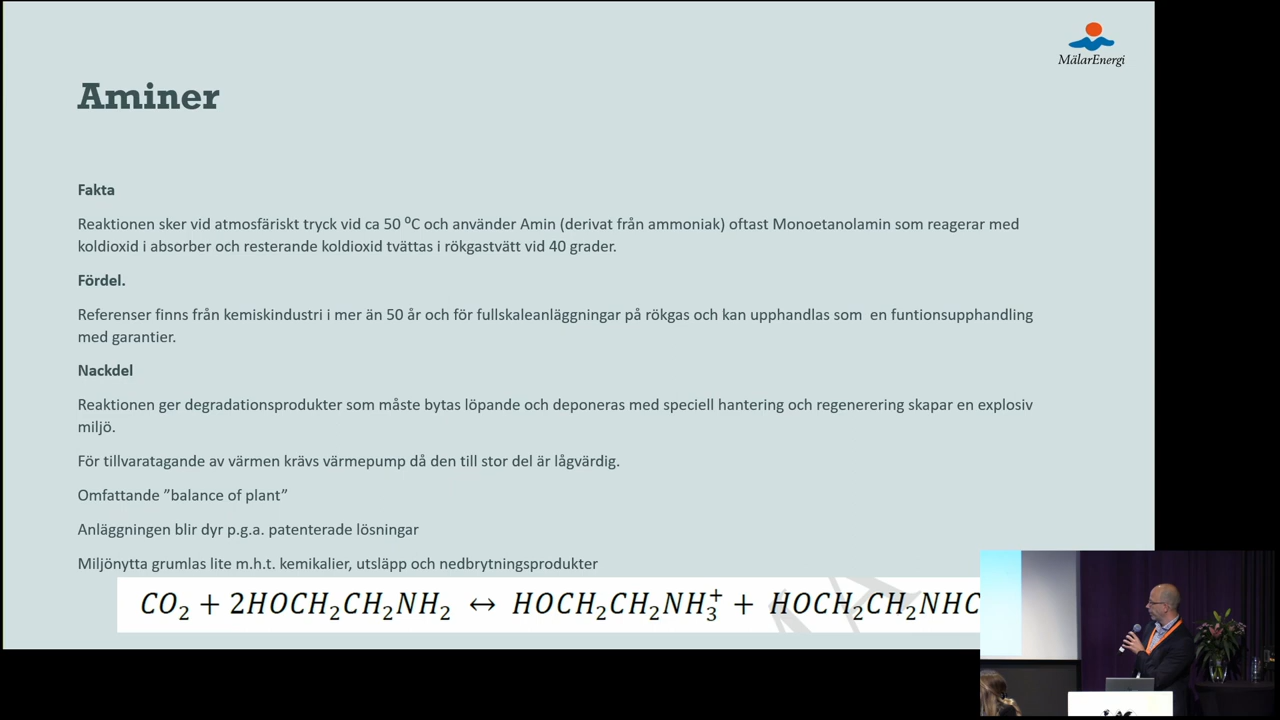 MälarEnergi
Aminer
Fakta
Reaktionen sker vid atmosfäriskt tryck vid ca 50 ⁰C och använder Amin (derivat från ammoniak) oftast Monoetanolamin som reagerar med
koldioxid i absorber och resterande koldioxid tvättas i rökgastvätt vid 40 grader.
Fördel.
Referenser finns från kemiskindustri i mer än 50 år och för fullskaleanläggningar på rökgas och kan upphandlas som  en funtionsupphandling
med garantier.
Nackdel
Reaktionen ger degradationsprodukter som måste bytas löpande och deponeras med speciell hantering och regenerering skapar en explosiv
miljö.
För tillvaratagande av värmen krävs värmepump då den till stor del är lågvärdig.
Omfattande ”balance of plant”
Anläggningen blir dyr p.g.a. patenterade lösningar
Miljönytta grumlas lite m.h.t. kemikalier, utsläpp och nedbrytningsprodukter
CO₂ + 2HOCH₂CH₂NH₂ ↔ HOCH₂CH₂NH₃⁺ + HOCH₂CH₂NHC